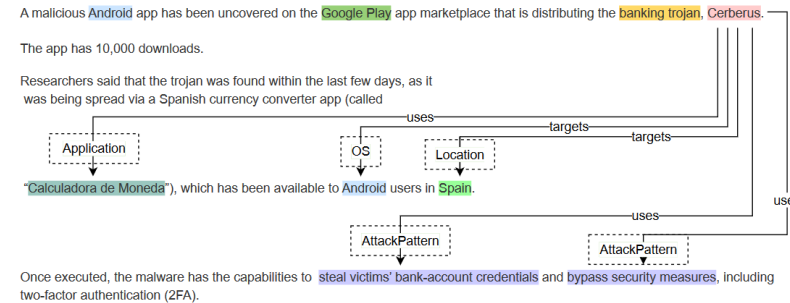 A malicious Android app has been uncovered on the Google Play app marketplace that is distributing the banking trojan, Cerberus.
The app has 10,000 downloads.
Researchers said that the trojan was found within the last few days, as it
was being spread via a Spanish currency converter app (called
uses
targets
targets
Application
OS
Location
“Calculadora de Moneda”), which has been available to Android users in Spain.
use
uses
AttackPattern
AttackPattern
Once executed, the malware has the capabilities to steal victims’ bank-account credentials and bypass security measures, including
two-factor authentication (2FA).